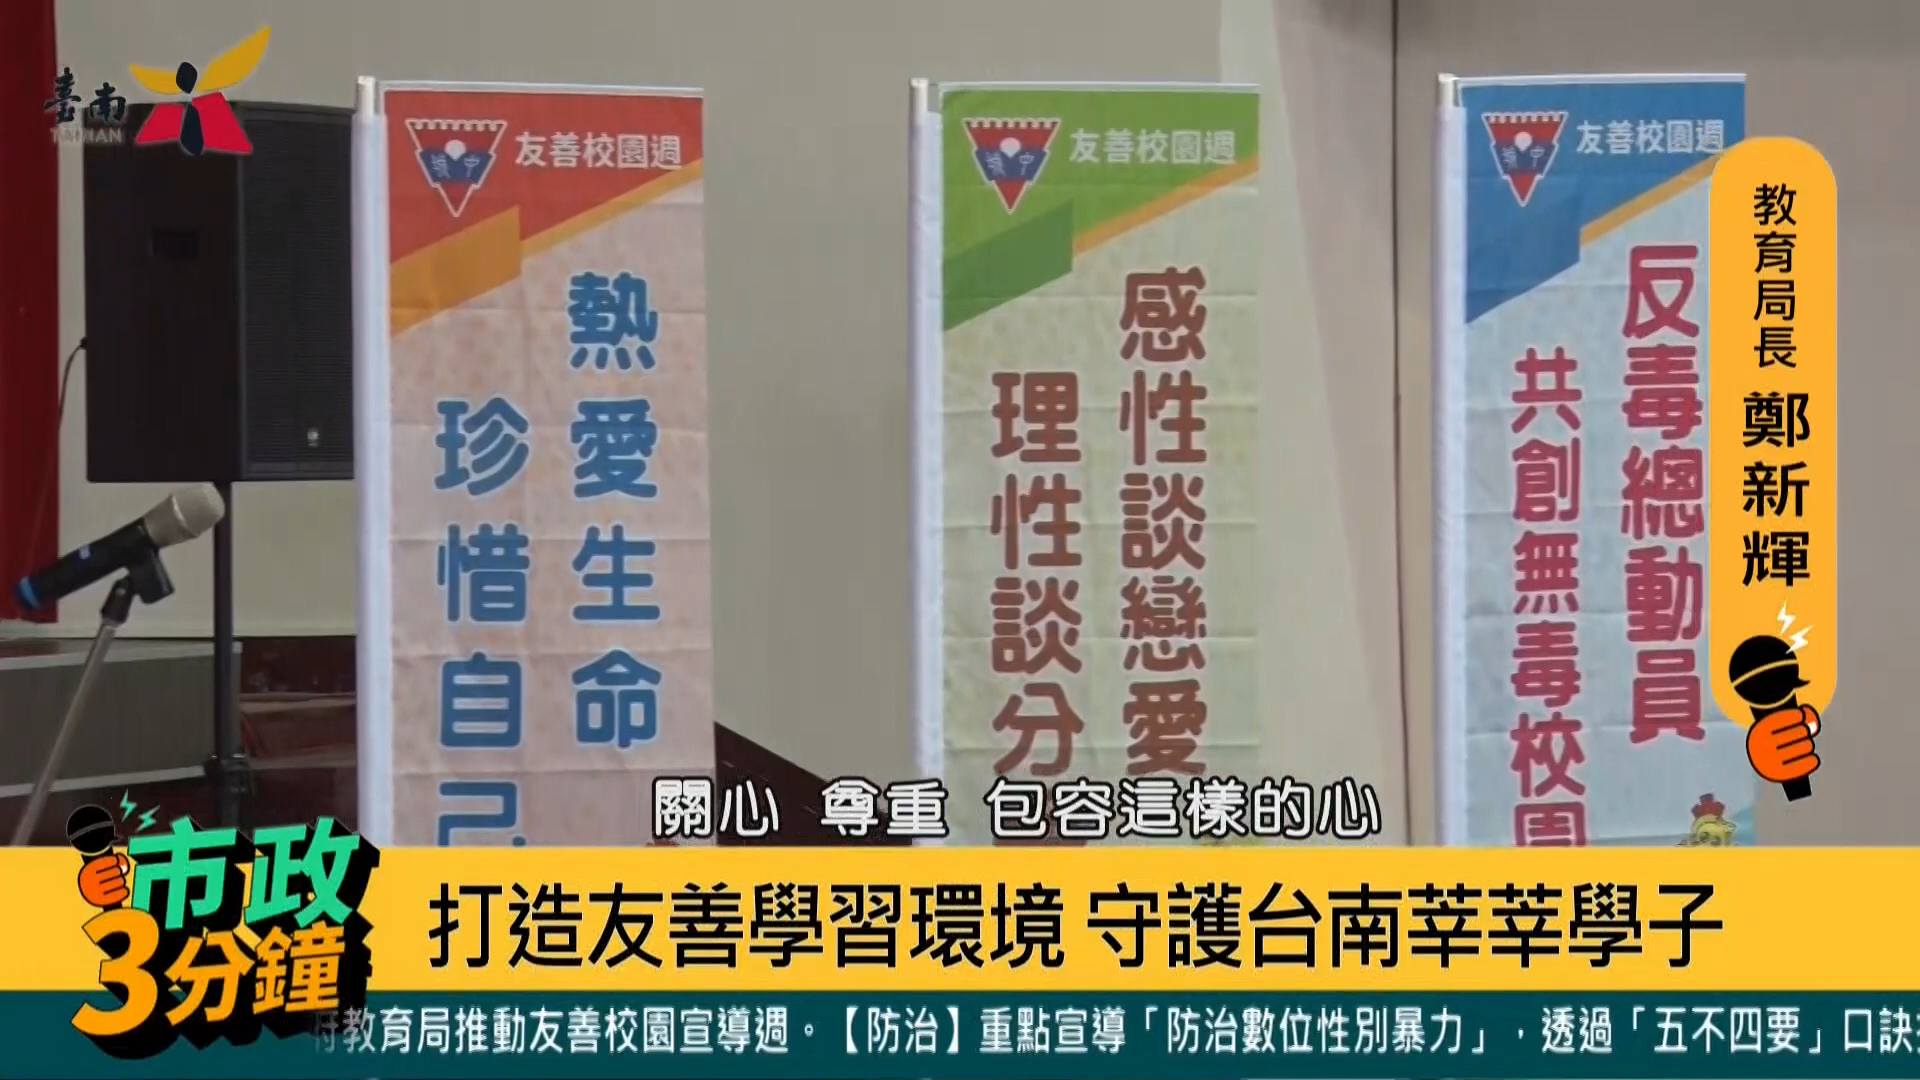 臺南
TAINAN
友善校園週
熱愛生命
珍惜自己
友善校園週
感性談戀愛
理性談分
友善校園週
反毒總動員
共創無毒校園
教育局長 鄭新輝
關心 尊重 包容這樣的心
市政
3分鐘
打造友善學習環境 守護台南莘莘學子
府教育局推動友善校園宣導週。【防治】重點宣導「防治數位性別暴力」，透過「五不四要」口訣